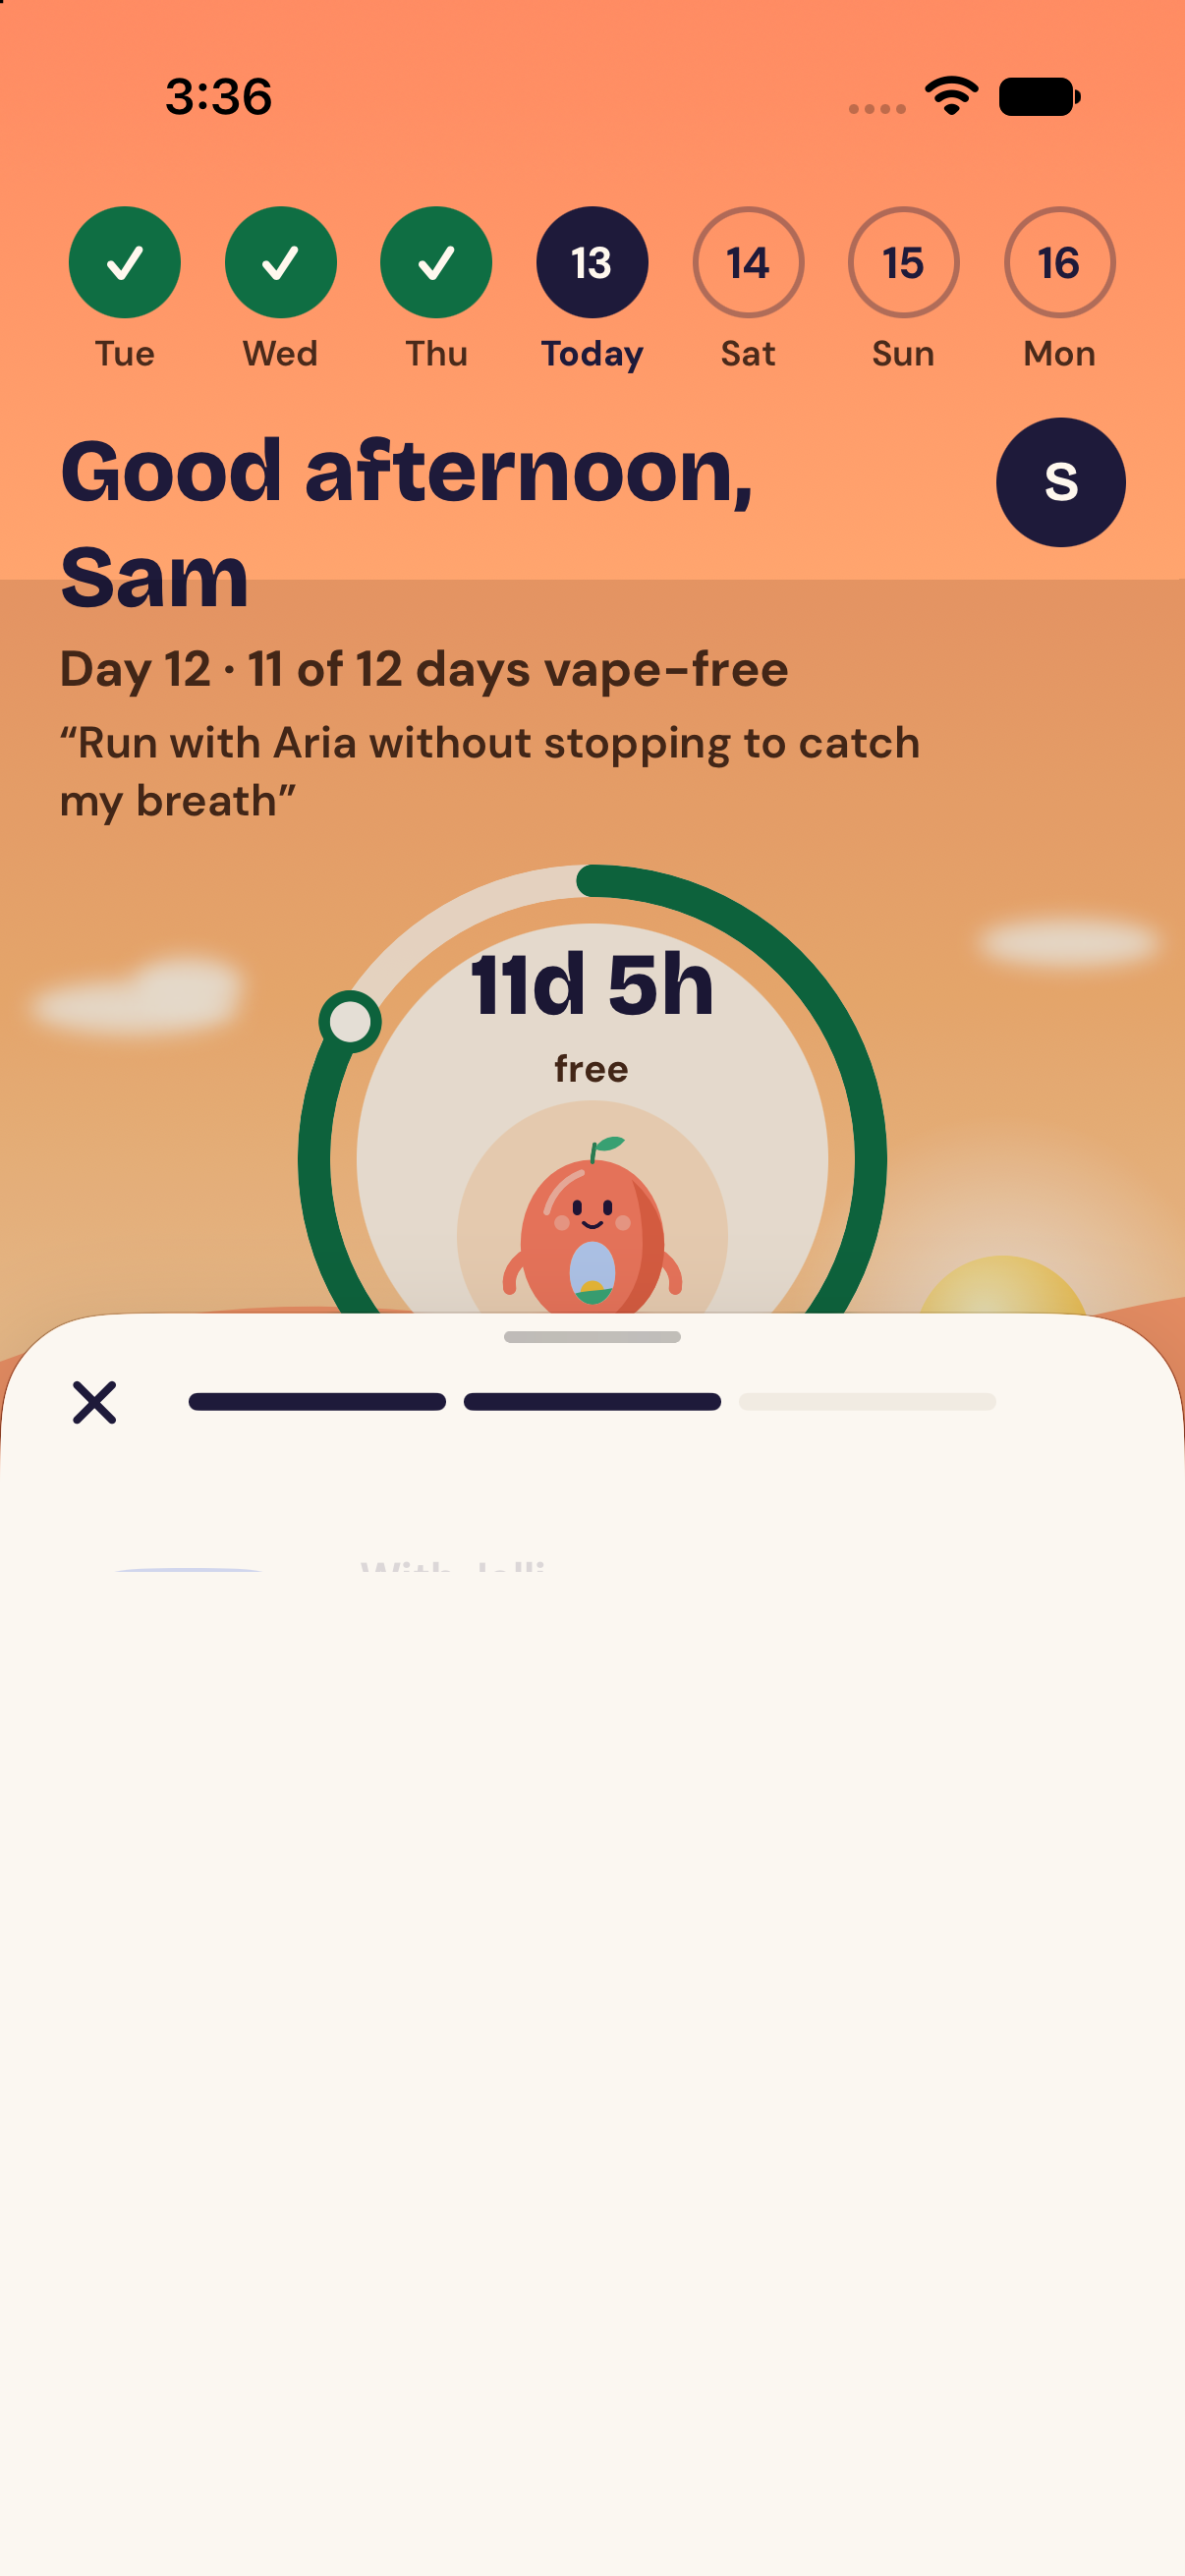 3:36
13 14 15 16
Tue Wed Thu Today Sat Sun Mon
Good afternoon,
Sam
S
Day 12 · 11 of 12 days vape-free
“Run with Aria without stopping to catch
my breath”
11d 5h
free